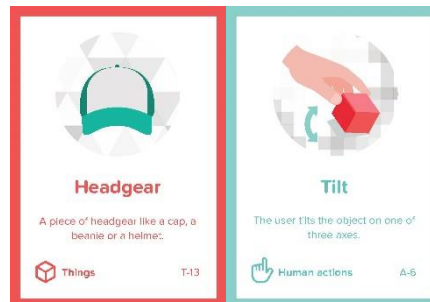 Headgear
A piece of headgear like a cap, a
beanie or a helmet.
Things T-13
Tilt
The user tilts the object on one of
three axes.
Human actions A-6